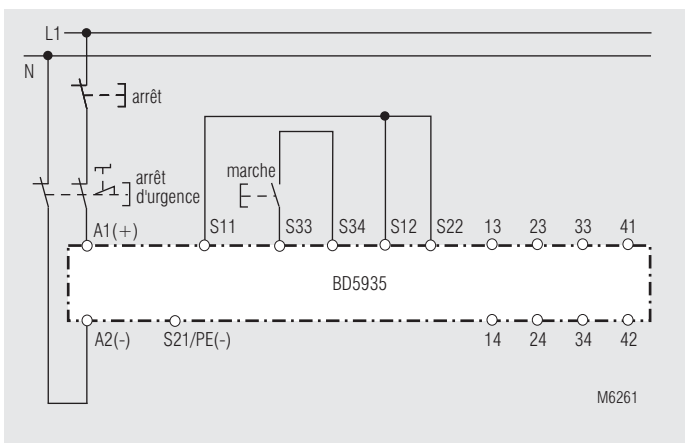 L1
N
arrêt
arrêt
d'urgence
marche
A1(+)
S11
S33
S34
S12
S22
13
23
33
41
BD5935
A2(-)
S21/PE(-)
14
24
34
42
M6261